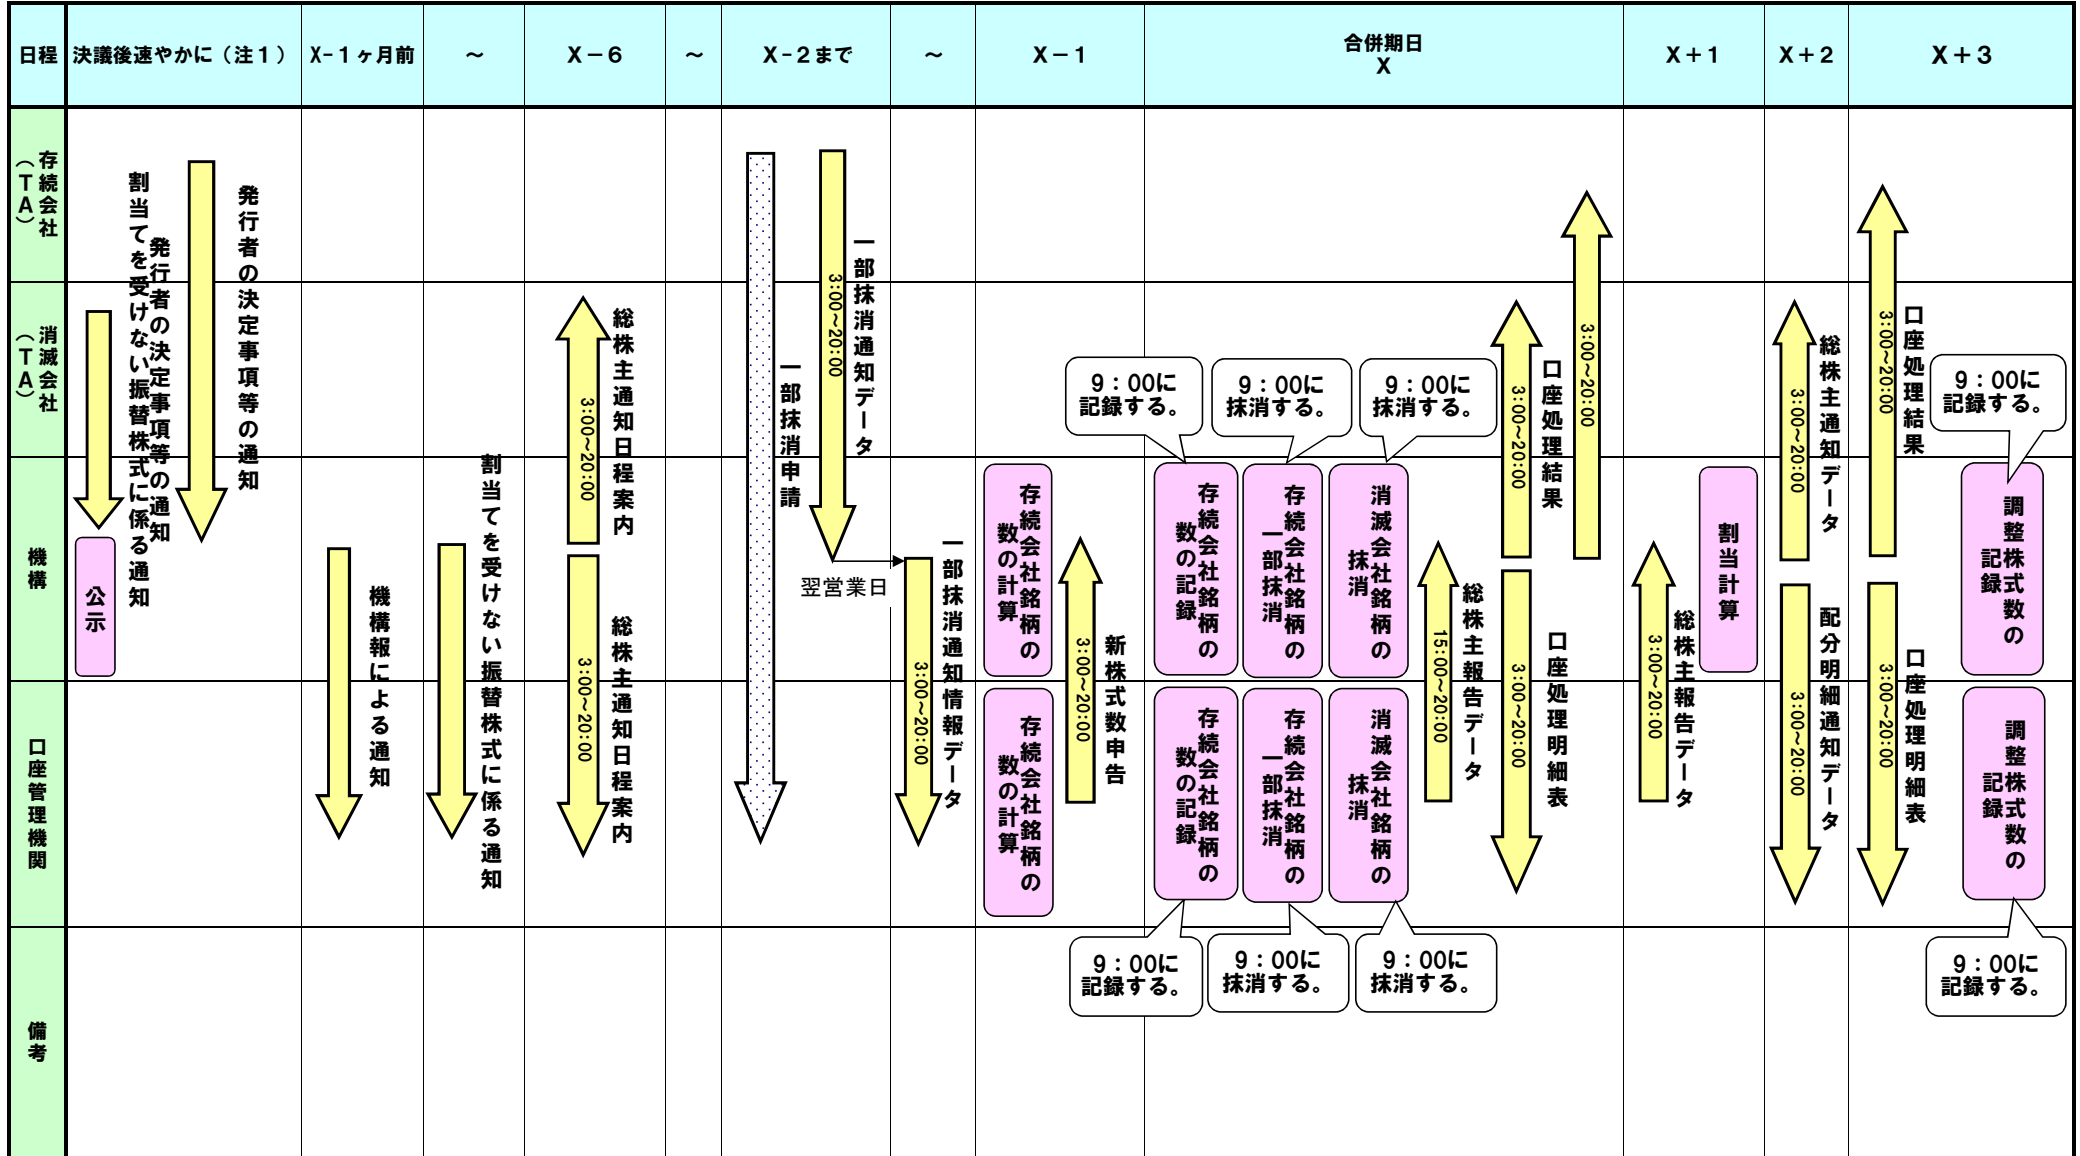 日程
決議後速やかに（注１）
X-１ヶ月前
～
X－６
～
X-２まで
～
X－１
合併期日
X
X＋１
X＋２
X＋３
存続会社
（ＴＡ）
消滅会社
（ＴＡ）
機構
口座管理機関
備考
割当てを受けない振替株式に係る通知
発行者の決定事項等の通知
発行者の決定事項等の通知
公示
機構報による通知
割当てを受けない振替株式に係る通知
総株主通知日程案内
3:00~20:00
総株主通知日程案内
3:00~20:00
一部抹消申請
一部抹消通知データ
3:00~20:00
翌営業日
一部抹消通知情報データ
3:00~20:00
存続会社銘柄の
数の計算
存続会社銘柄の
数の計算
新株式数申告
3:00~20:00
9：00に
記録する。
9：00に
抹消する。
9：00に
抹消する。
存続会社銘柄の
数の記録
存続会社銘柄の
一部抹消
消滅会社銘柄の
抹消
存続会社銘柄の
数の記録
存続会社銘柄の
一部抹消
消滅会社銘柄の
抹消
9：00に
記録する。
9：00に
抹消する。
9：00に
抹消する。
総株主報告データ
15:00~20:00
口座処理結果
3:00~20:00
3:00~20:00
口座処理明細表
3:00~20:00
総株主報告データ
3:00~20:00
割当計算
総株主通知データ
3:00~20:00
配分明細通知データ
3:00~20:00
口座処理結果
3:00~20:00
口座処理明細表
3:00~20:00
9：00に
記録する。
調整株式数の
記録
調整株式数の
記録
9：00に
記録する。